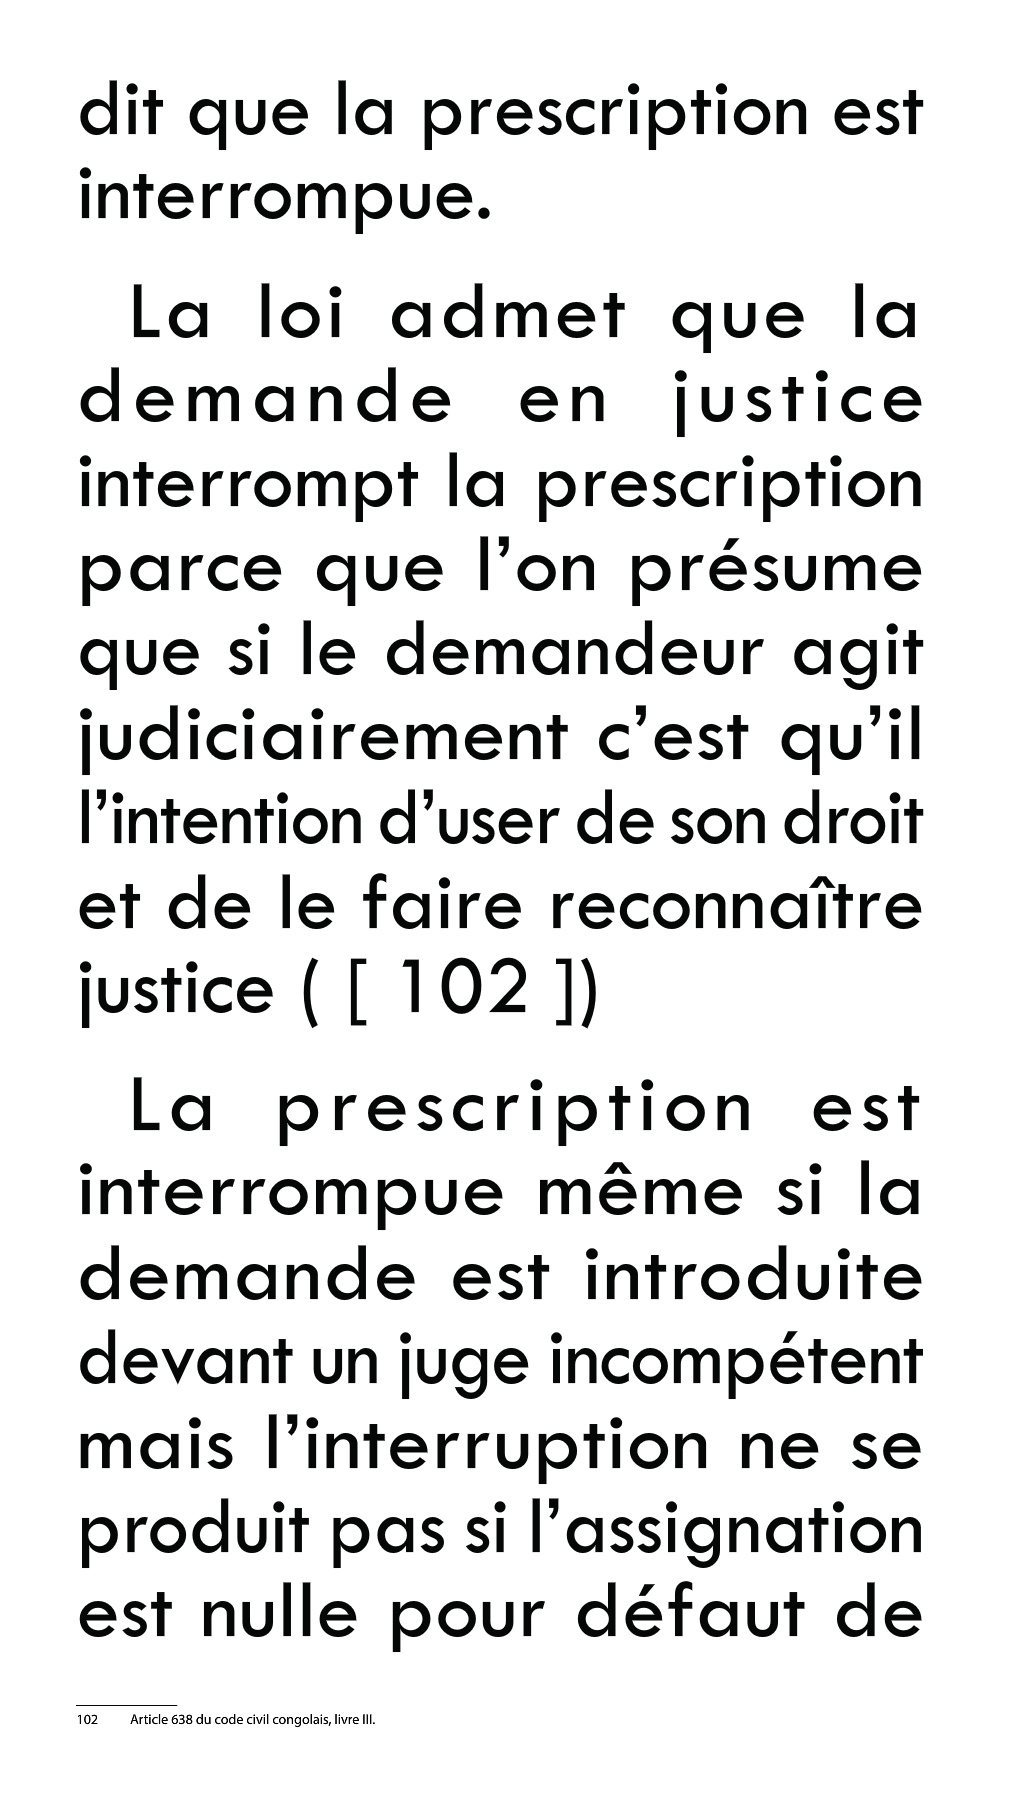 dit que la prescription est
interrompue.
La loi admet que la
demande en justice
interrompt la prescription
parce que l’on présume
que si le demandeur agit
judiciairement c’est qu’il
l’intention d’user de son droit
et de le faire reconnaître
justice ( [ 102 ])
La prescription est
interrompue même si la
demande est introduite
devant un juge incompétent
mais l’interruption ne se
produit pas si l’assignation
est nulle pour défaut de
102 Article 638 du code civil congolais, livre III.